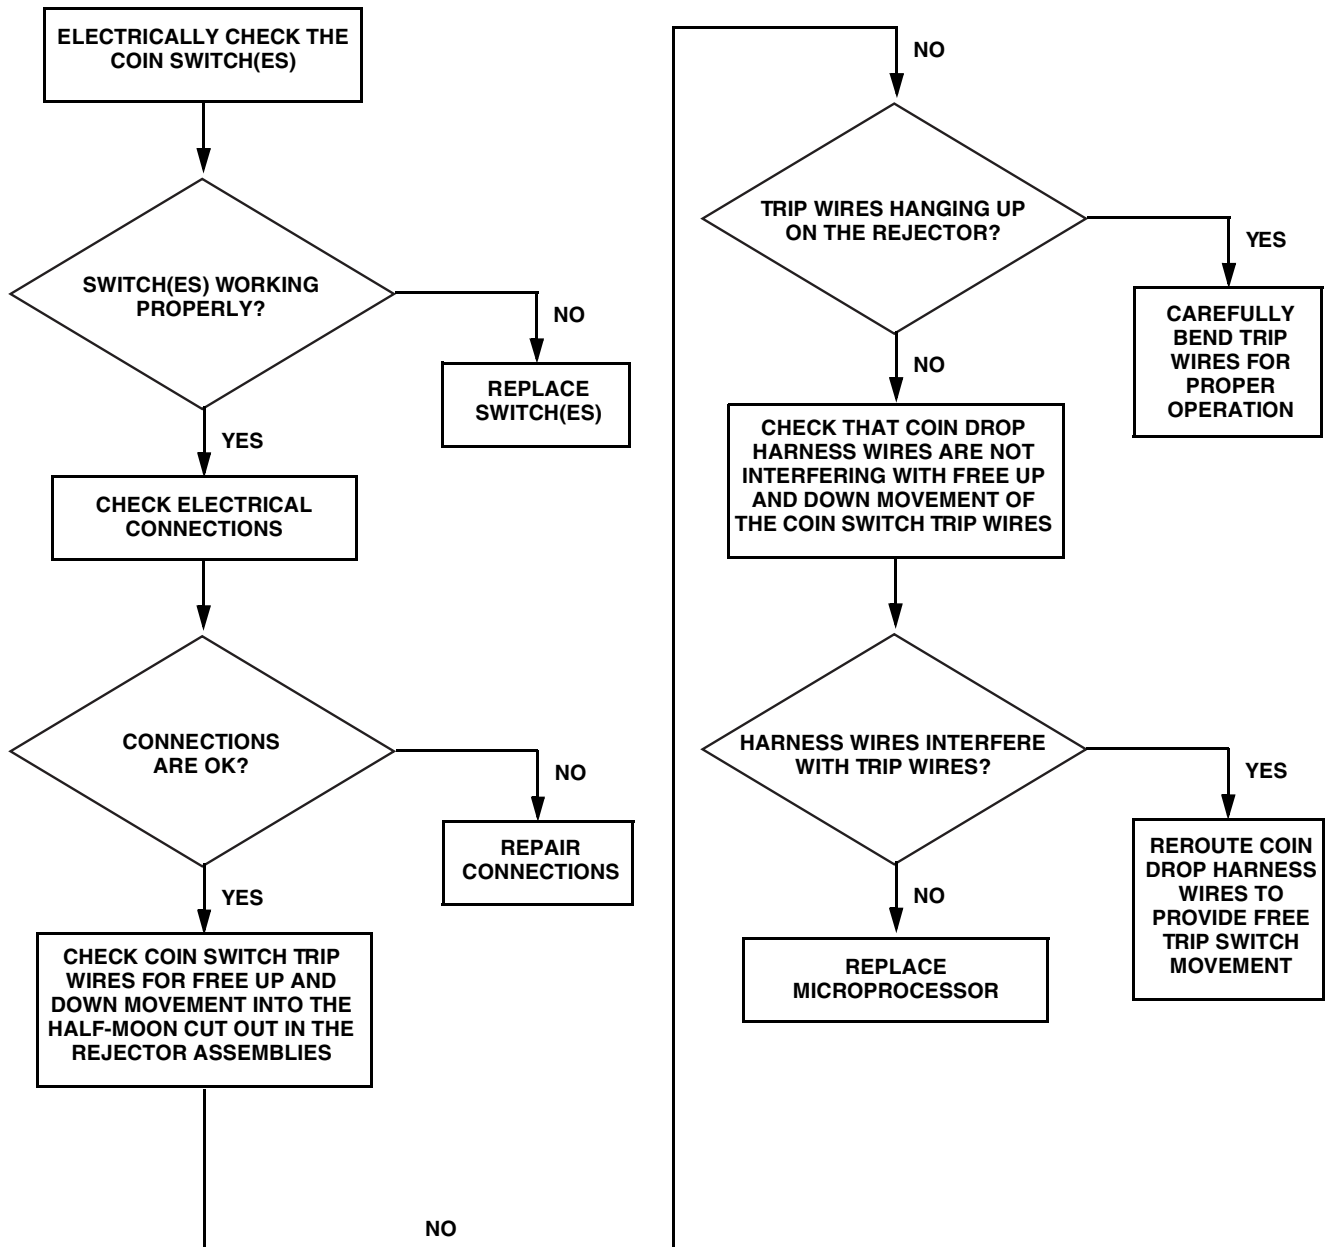 ELECTRICALLY CHECK THE
COIN SWITCH(ES)
SWITCH(ES) WORKING
PROPERLY?
NO
REPLACE
SWITCH(ES)
YES
CHECK ELECTRICAL
CONNECTIONS
CONNECTIONS
ARE OK?
NO
REPAIR
CONNECTIONS
YES
CHECK COIN SWITCH TRIP
WIRES FOR FREE UP AND
DOWN MOVEMENT INTO THE
HALF-MOON CUT OUT IN THE
REJECTOR ASSEMBLIES
NO
NO
TRIP WIRES HANGING UP
ON THE REJECTOR?
YES
CAREFULLY
BEND TRIP
WIRES FOR
PROPER
OPERATION
NO
CHECK THAT COIN DROP
HARNESS WIRES ARE NOT
INTERFERING WITH FREE UP
AND DOWN MOVEMENT OF
THE COIN SWITCH TRIP WIRES
HARNESS WIRES INTERFERE
WITH TRIP WIRES?
YES
REROUTE COIN
DROP HARNESS
WIRES TO
PROVIDE FREE
TRIP SWITCH
MOVEMENT
NO
REPLACE
MICROPROCESSOR